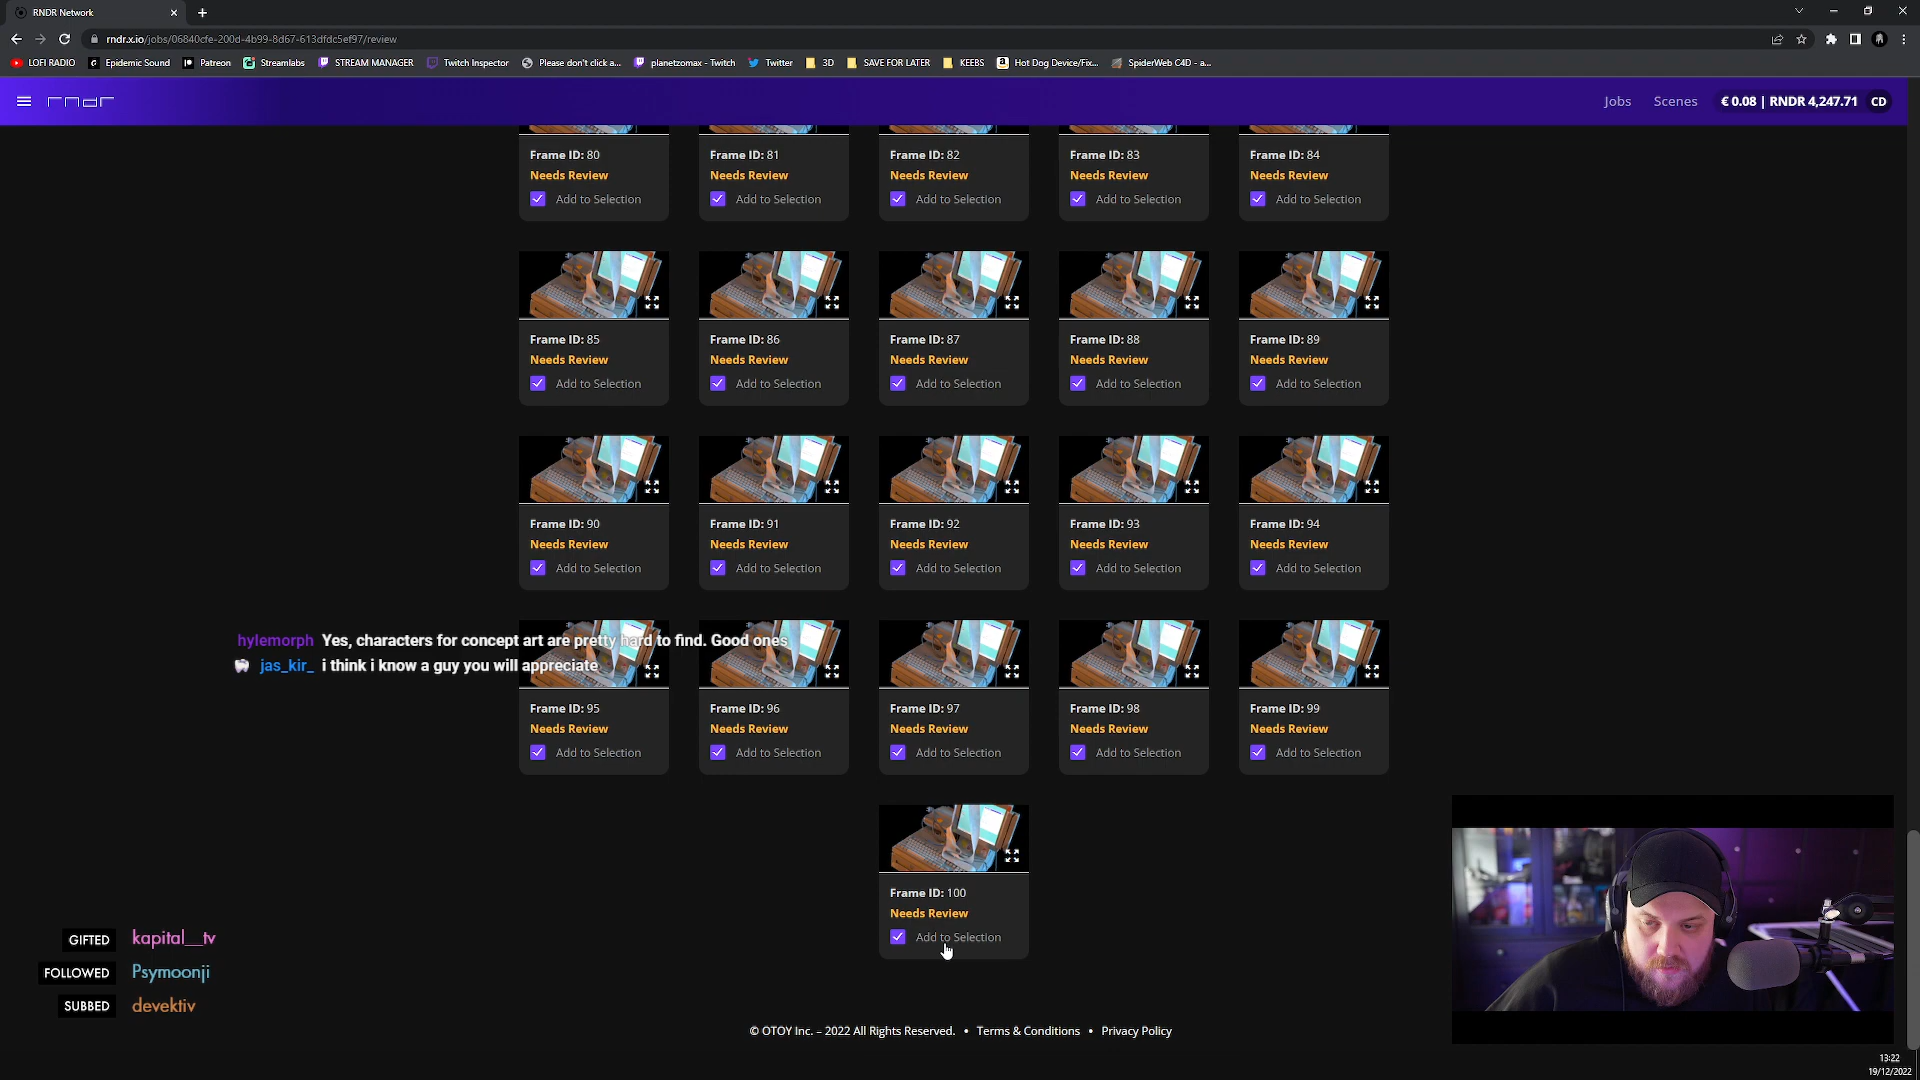 RNDR Network
rndr.x.io/jobs/06840cfe-200d-4b99-8d67-613dfdc5ef97/review
LOFI RADIO Epidemic Sound Patreon Streamlabs STREAM MANAGER Twitch Inspector Please don't click a... planetzomax - Twitch Twitter 3D SAVE FOR LATER KEEBS Hot Dog Device/Fix... SpiderWeb C4D - a...
rndr Jobs Scenes € 0.08 | RNDR 4,247.71 CD
Frame ID: 80 Frame ID: 81 Frame ID: 82 Frame ID: 83 Frame ID: 84
Needs Review Needs Review Needs Review Needs Review Needs Review
Add to Selection Add to Selection Add to Selection Add to Selection Add to Selection
Frame ID: 85 Frame ID: 86 Frame ID: 87 Frame ID: 88 Frame ID: 89
Needs Review Needs Review Needs Review Needs Review Needs Review
Add to Selection Add to Selection Add to Selection Add to Selection Add to Selection
Frame ID: 90 Frame ID: 91 Frame ID: 92 Frame ID: 93 Frame ID: 94
Needs Review Needs Review Needs Review Needs Review Needs Review
Add to Selection Add to Selection Add to Selection Add to Selection Add to Selection
hylemorph Yes, characters for concept art are pretty hard to find. Good ones
jas_kir_ i think i know a guy you will appreciate
Frame ID: 95 Frame ID: 96 Frame ID: 97 Frame ID: 98 Frame ID: 99
Needs Review Needs Review Needs Review Needs Review Needs Review
Add to Selection Add to Selection Add to Selection Add to Selection Add to Selection
Frame ID: 100
Needs Review
Add to Selection
GIFTED kapital__tv
FOLLOWED Psymoonji
SUBBED devektiv
© OTOY Inc. – 2022 All Rights Reserved. • Terms & Conditions • Privacy Policy
13:22
19/12/2022